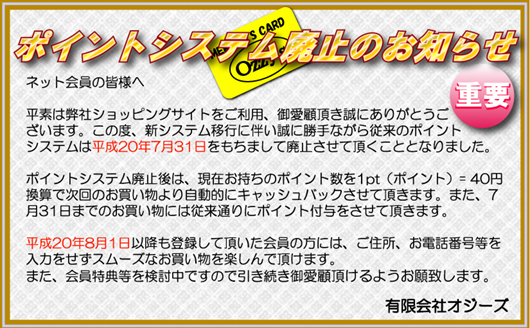 MEMBERS CARD
Ozzy's
ポイントシステム廃止のお知らせ
重要
ネット会員の皆様へ
平素は弊社ショッピングサイトをご利用、御愛顧頂き誠にありがとうご
ざいます。この度、新システム移行に伴い誠に勝手ながら従来のポイント
システムは平成20年7月31日をもちまして廃止させて頂くこととなりました。
ポイントシステム廃止後は、現在お持ちのポイント数を1pt（ポイント）= 40円
換算で次回のお買い物より自動的にキャッシュバックさせて頂きます。また、7
月31日までのお買い物には従来通りにポイント付与をさせて頂きます。
平成20年8月1日以降も登録して頂いた会員の方には、ご住所、お電話番号等を
入力をせずスムーズなお買い物を楽しんで頂けます。
また、会員特典等を検討中ですので引き続き御愛顧頂けるようお願致します。
有限会社オジーズ